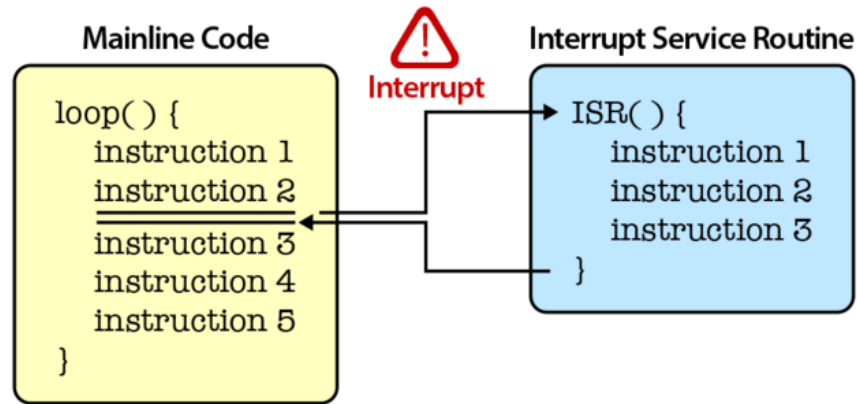 Mainline Code
loop( ) {
instruction 1
instruction 2
instruction 3
instruction 4
instruction 5
}
!
Interrupt
Interrupt Service Routine
ISR( ) {
instruction 1
instruction 2
instruction 3
}